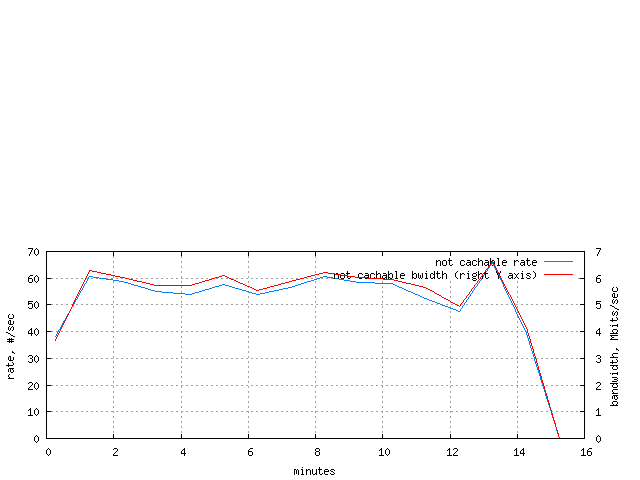 70
60
50
40
30
20
10
0
rate, #/sec
not cachable rate
not cachable bwidth (right Y axis)
7
6
5
4
3
2
1
0
bandwidth, Mbits/sec
0 2 4 6 8 10 12 14 16
minutes